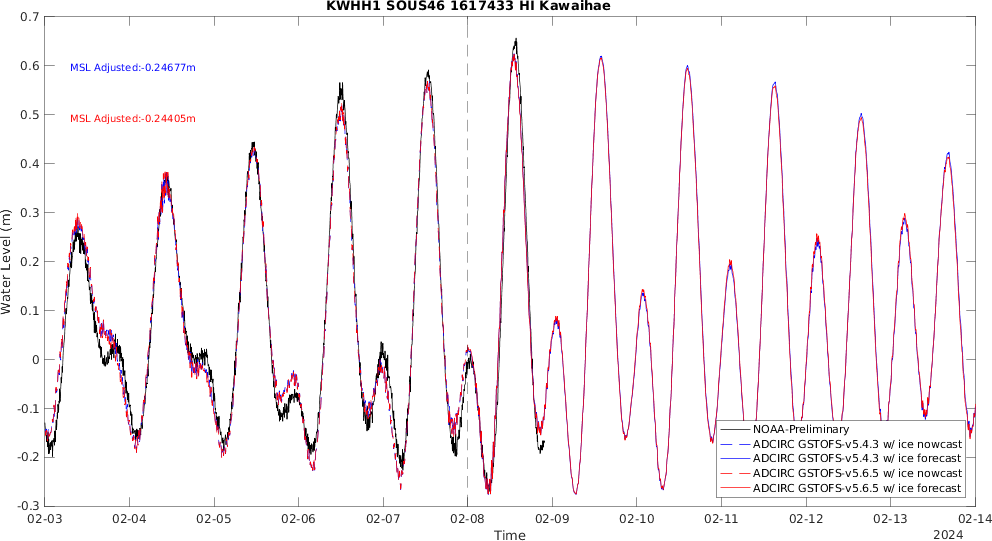 KWHH1 SOUS46 1617433 HI Kawaihae
MSL Adjusted:-0.24677m
MSL Adjusted:-0.24405m
Water Level (m)
0.7
0.6
0.5
0.4
0.3
0.2
0.1
0
-0.1
-0.2
-0.3
NOAA-Preliminary
ADCIRC GSTOFS-v5.4.3 w/ ice nowcast
ADCIRC GSTOFS-v5.4.3 w/ ice forecast
ADCIRC GSTOFS-v5.6.5 w/ ice nowcast
ADCIRC GSTOFS-v5.6.5 w/ ice forecast
02-03 02-04 02-05 02-06 02-07 02-08 02-09 02-10 02-11 02-12 02-13 02-14
Time
2024